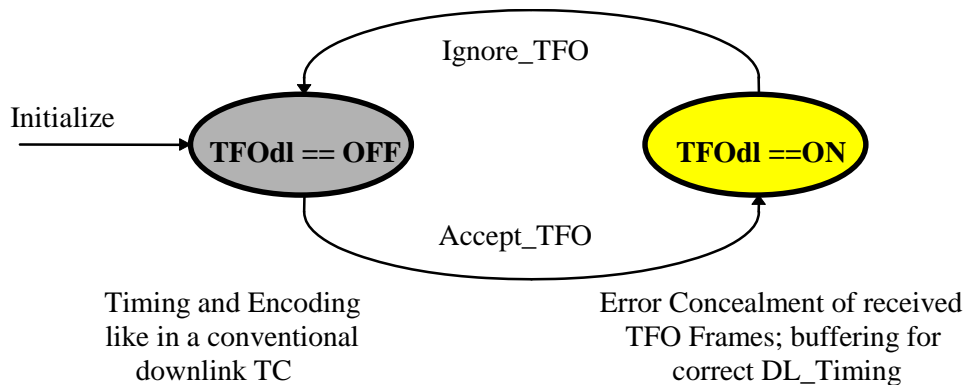 Ignore_TFO
Initialize
TFOdl == OFF
TFOdl ==ON
Accept_TFO
Timing and Encoding
like in a conventional
downlink TC
Error Concealment of received
TFO Frames; buffering for
correct DL_Timing